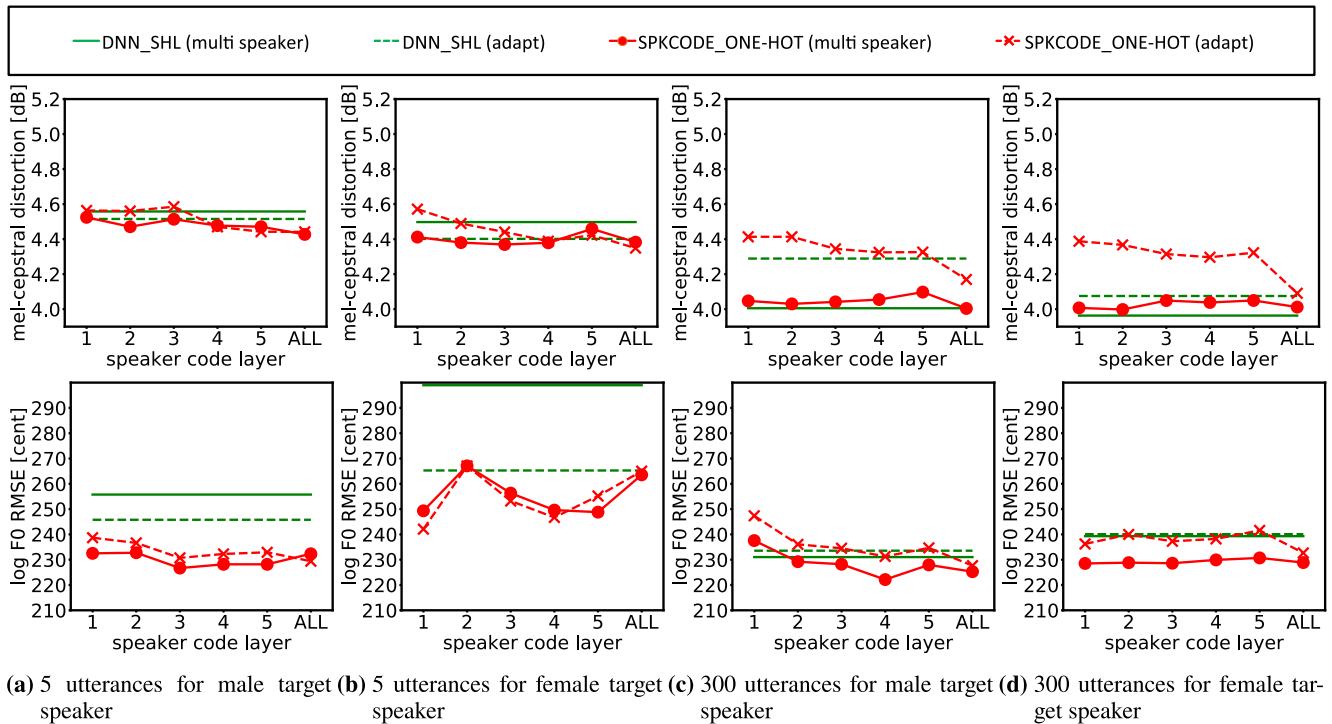 DNN_SHL (multi speaker) DNN_SHL (adapt) SPKCODE_ONE-HOT (multi speaker) SPKCODE_ONE-HOT (adapt)
mel-cepstral distortion [dB]
5.2
5.0
4.8
4.6
4.4
4.2
4.0
1 2 3 4 5 ALL
speaker code layer
mel-cepstral distortion [dB]
5.2
5.0
4.8
4.6
4.4
4.2
4.0
1 2 3 4 5 ALL
speaker code layer
mel-cepstral distortion [dB]
5.2
5.0
4.8
4.6
4.4
4.2
4.0
1 2 3 4 5 ALL
speaker code layer
mel-cepstral distortion [dB]
5.2
5.0
4.8
4.6
4.4
4.2
4.0
1 2 3 4 5 ALL
speaker code layer
log F0 RMSE [cent]
290
280
270
260
250
240
230
220
210
1 2 3 4 5 ALL
speaker code layer
log F0 RMSE [cent]
290
280
270
260
250
240
230
220
210
1 2 3 4 5 ALL
speaker code layer
log F0 RMSE [cent]
290
280
270
260
250
240
230
220
210
1 2 3 4 5 ALL
speaker code layer
log F0 RMSE [cent]
290
280
270
260
250
240
230
220
210
1 2 3 4 5 ALL
speaker code layer
(a) 5 utterances for male target
speaker
(b) 5 utterances for female target
speaker
(c) 300 utterances for male target
speaker
(d) 300 utterances for female tar-
get speaker